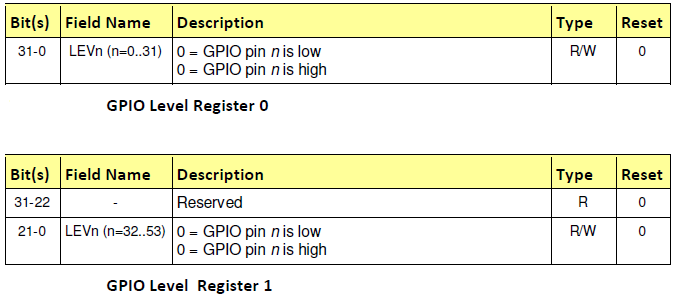 Bit(s) Field Name Description Type Reset
31-0 LEVn (n=0..31) 0 = GPIO pin n is low R/W 0
0 = GPIO pin n is high
GPIO Level Register 0
Bit(s) Field Name Description Type Reset
31-22 - Reserved R 0
21-0 LEVn (n=32..53) 0 = GPIO pin n is low R/W 0
0 = GPIO pin n is high
GPIO Level Register 1